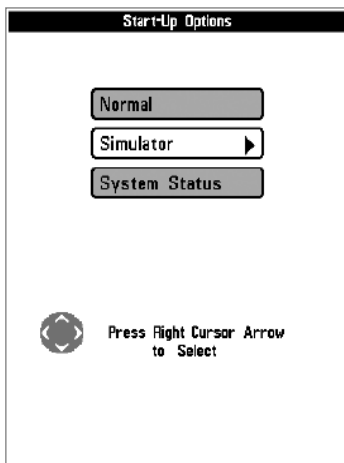 Start-Up Options
Normal
Simulator
System Status
Press Right Cursor Arrow
to Select